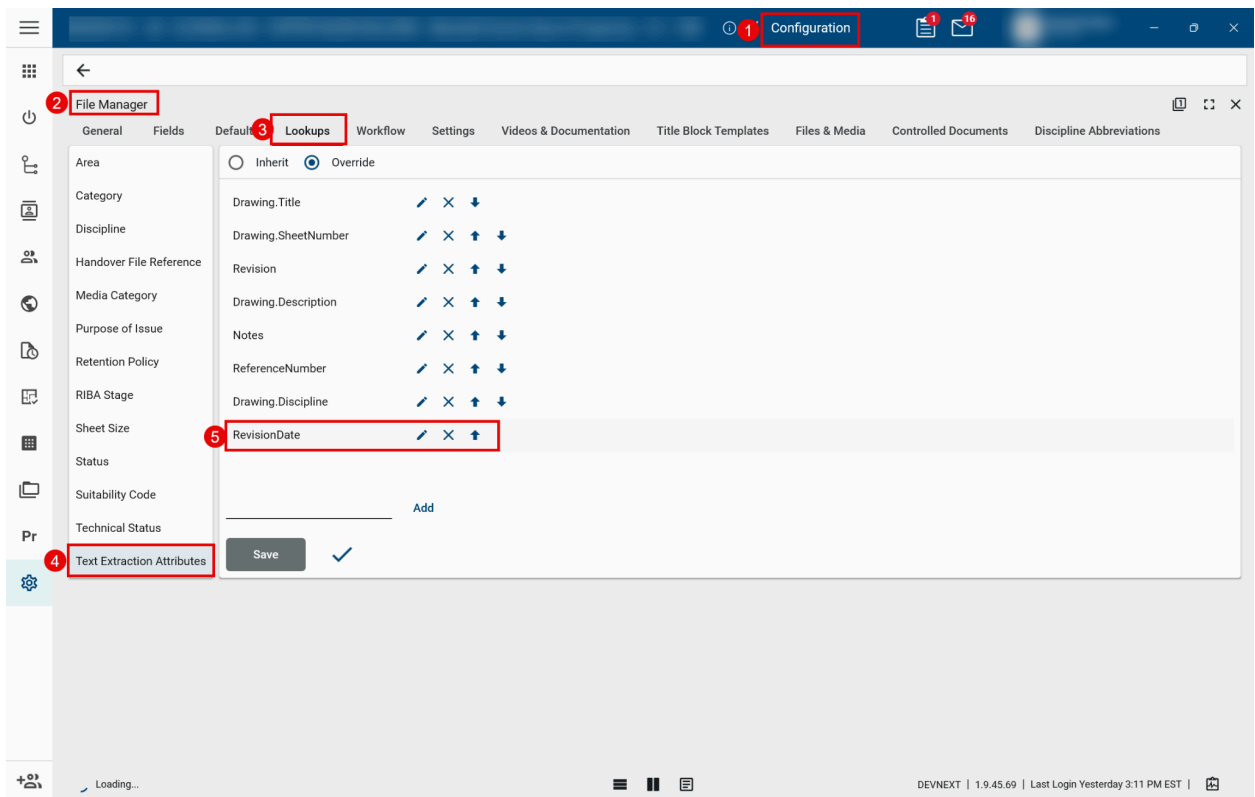 1 Configuration 1 16
2 File Manager 1
General Fields Default 3 Lookups Workflow Settings Videos & Documentation Title Block Templates Files & Media Controlled Documents Discipline Abbreviations
Area
Inherit Override
Category
Drawing.Title
Discipline
Drawing.SheetNumber
Handover File Reference
Revision
Media Category
Drawing.Description
Purpose of Issue
Notes
Retention Policy
ReferenceNumber
RIBA Stage
Drawing.Discipline
Sheet Size
5 RevisionDate
Status
Suitability Code
Add
Technical Status
Pr
4 Text Extraction Attributes
Save
Loading...
DEVNEXT | 1.9.45.69 | Last Login Yesterday 3:11 PM EST |